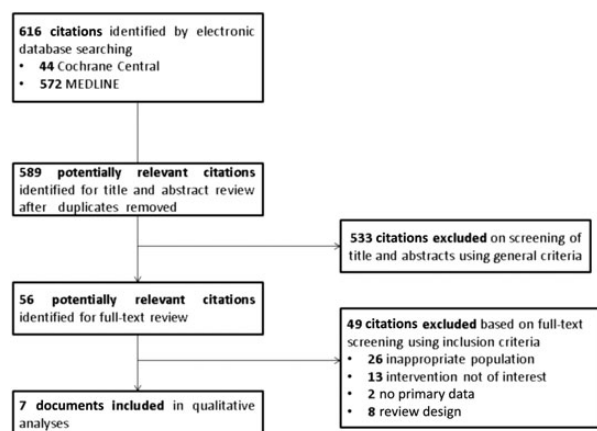 616 citations identified by electronic
database searching
• 44 Cochrane Central
• 572 MEDLINE
589 potentially relevant citations
identified for title and abstract review
after duplicates removed
533 citations excluded on screening of
title and abstracts using general criteria
56 potentially relevant citations
identified for full-text review
49 citations excluded based on full-text
screening using inclusion criteria
• 26 inappropriate population
• 13 intervention not of interest
• 2 no primary data
• 8 review design
7 documents included in qualitative
analyses